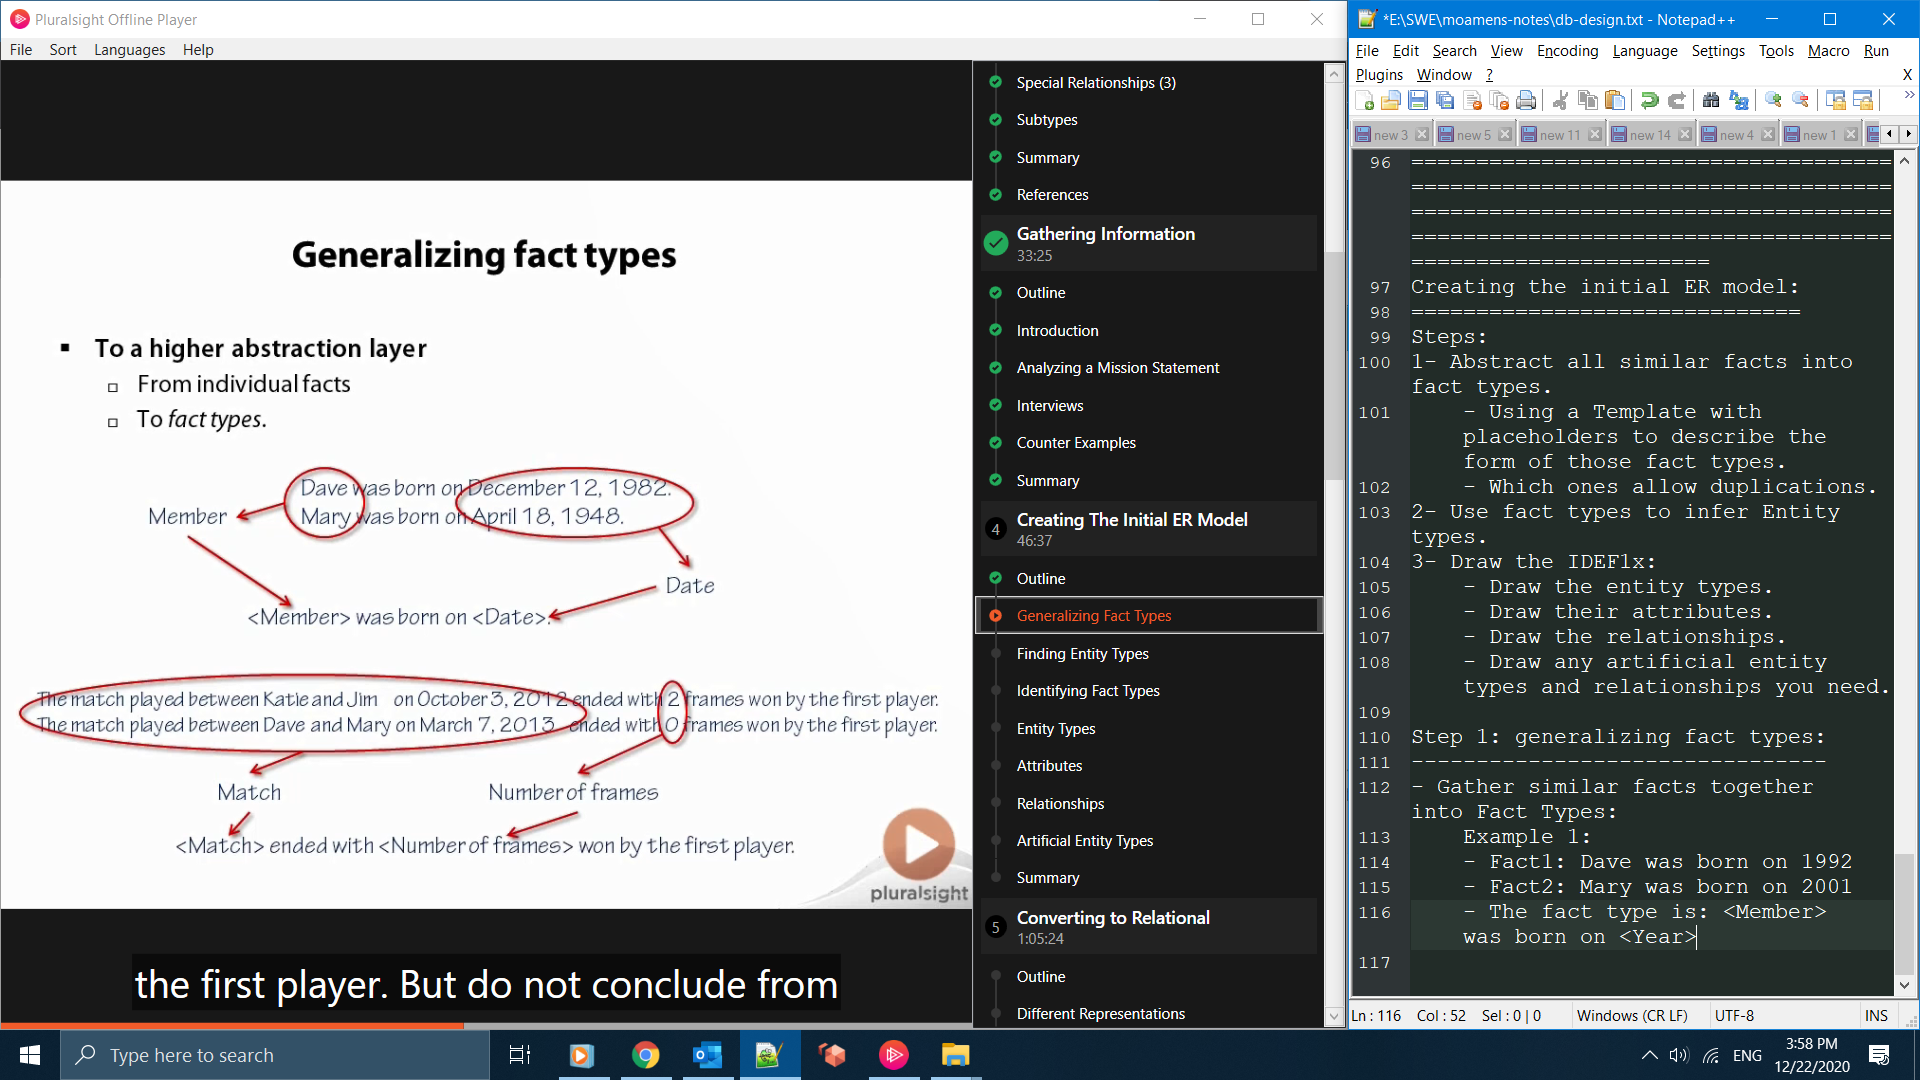 Pluralsight Offline Player
File Sort Languages Help
Generalizing fact types
To a higher abstraction layer
From individual facts
To fact types.
Dave was born on December 12, 1982.
Mary was born on April 18, 1948.
Member
Date
<Member> was born on <Date>.
The match played between Katie and Jim on October 3, 2012 ended with 2 frames won by the first player.
The match played between Dave and Mary on March 7, 2013 ended with 0 frames won by the first player.
Match
Number of frames
<Match> ended with <Number of frames> won by the first player.
pluralsight
the first player. But do not conclude from
Special Relationships (3)
Subtypes
Summary
References
Gathering Information
33:25
Outline
Introduction
Analyzing a Mission Statement
Interviews
Counter Examples
Summary
4
Creating The Initial ER Model
46:37
Outline
Generalizing Fact Types
Finding Entity Types
Identifying Fact Types
Entity Types
Attributes
Relationships
Artificial Entity Types
Summary
5
Converting to Relational
1:05:24
Outline
Different Representations
*E:\SWE\moamens-notes\db-design.txt - Notepad++
File Edit Search View Encoding Language Settings Tools Macro Run
Plugins Window ? X
new 3 new 5 new 11 new 14 new 4 new 1
96 =====================================
=====================================
=====================================
=====================================
=======================
97 Creating the initial ER model:
98 ==============================
99 Steps:
100 1- Abstract all similar facts into
fact types.
101 - Using a Template with
placeholders to describe the
form of those fact types.
102 - Which ones allow duplications.
103 2- Use fact types to infer Entity
types.
104 3- Draw the IDEF1x:
105 - Draw the entity types.
106 - Draw their attributes.
107 - Draw the relationships.
108 - Draw any artificial entity
types and relationships you need.
109
110 Step 1: generalizing fact types:
111 --------------------------------
112 - Gather similar facts together
into Fact Types:
113 Example 1:
114 - Fact1: Dave was born on 1992
115 - Fact2: Mary was born on 2001
116 - The fact type is: <Member>
was born on <Year>
117
Ln : 116 Col : 52 Sel : 0 | 0 Windows (CR LF) UTF-8 INS
Type here to search
ENG
3:58 PM
12/22/2020